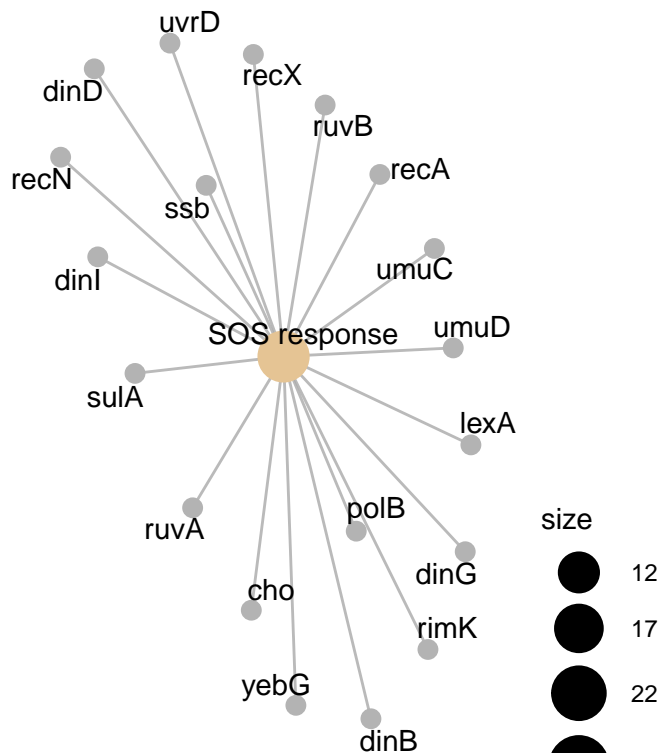 uvrD
recX
dinD
ruvB
recA
recN
ssb
umuC
dinI
SOS response
umuD
sulA
lexA
polB
size
ruvA
dinG
12
cho
rimK
17
yebG
22
dinB